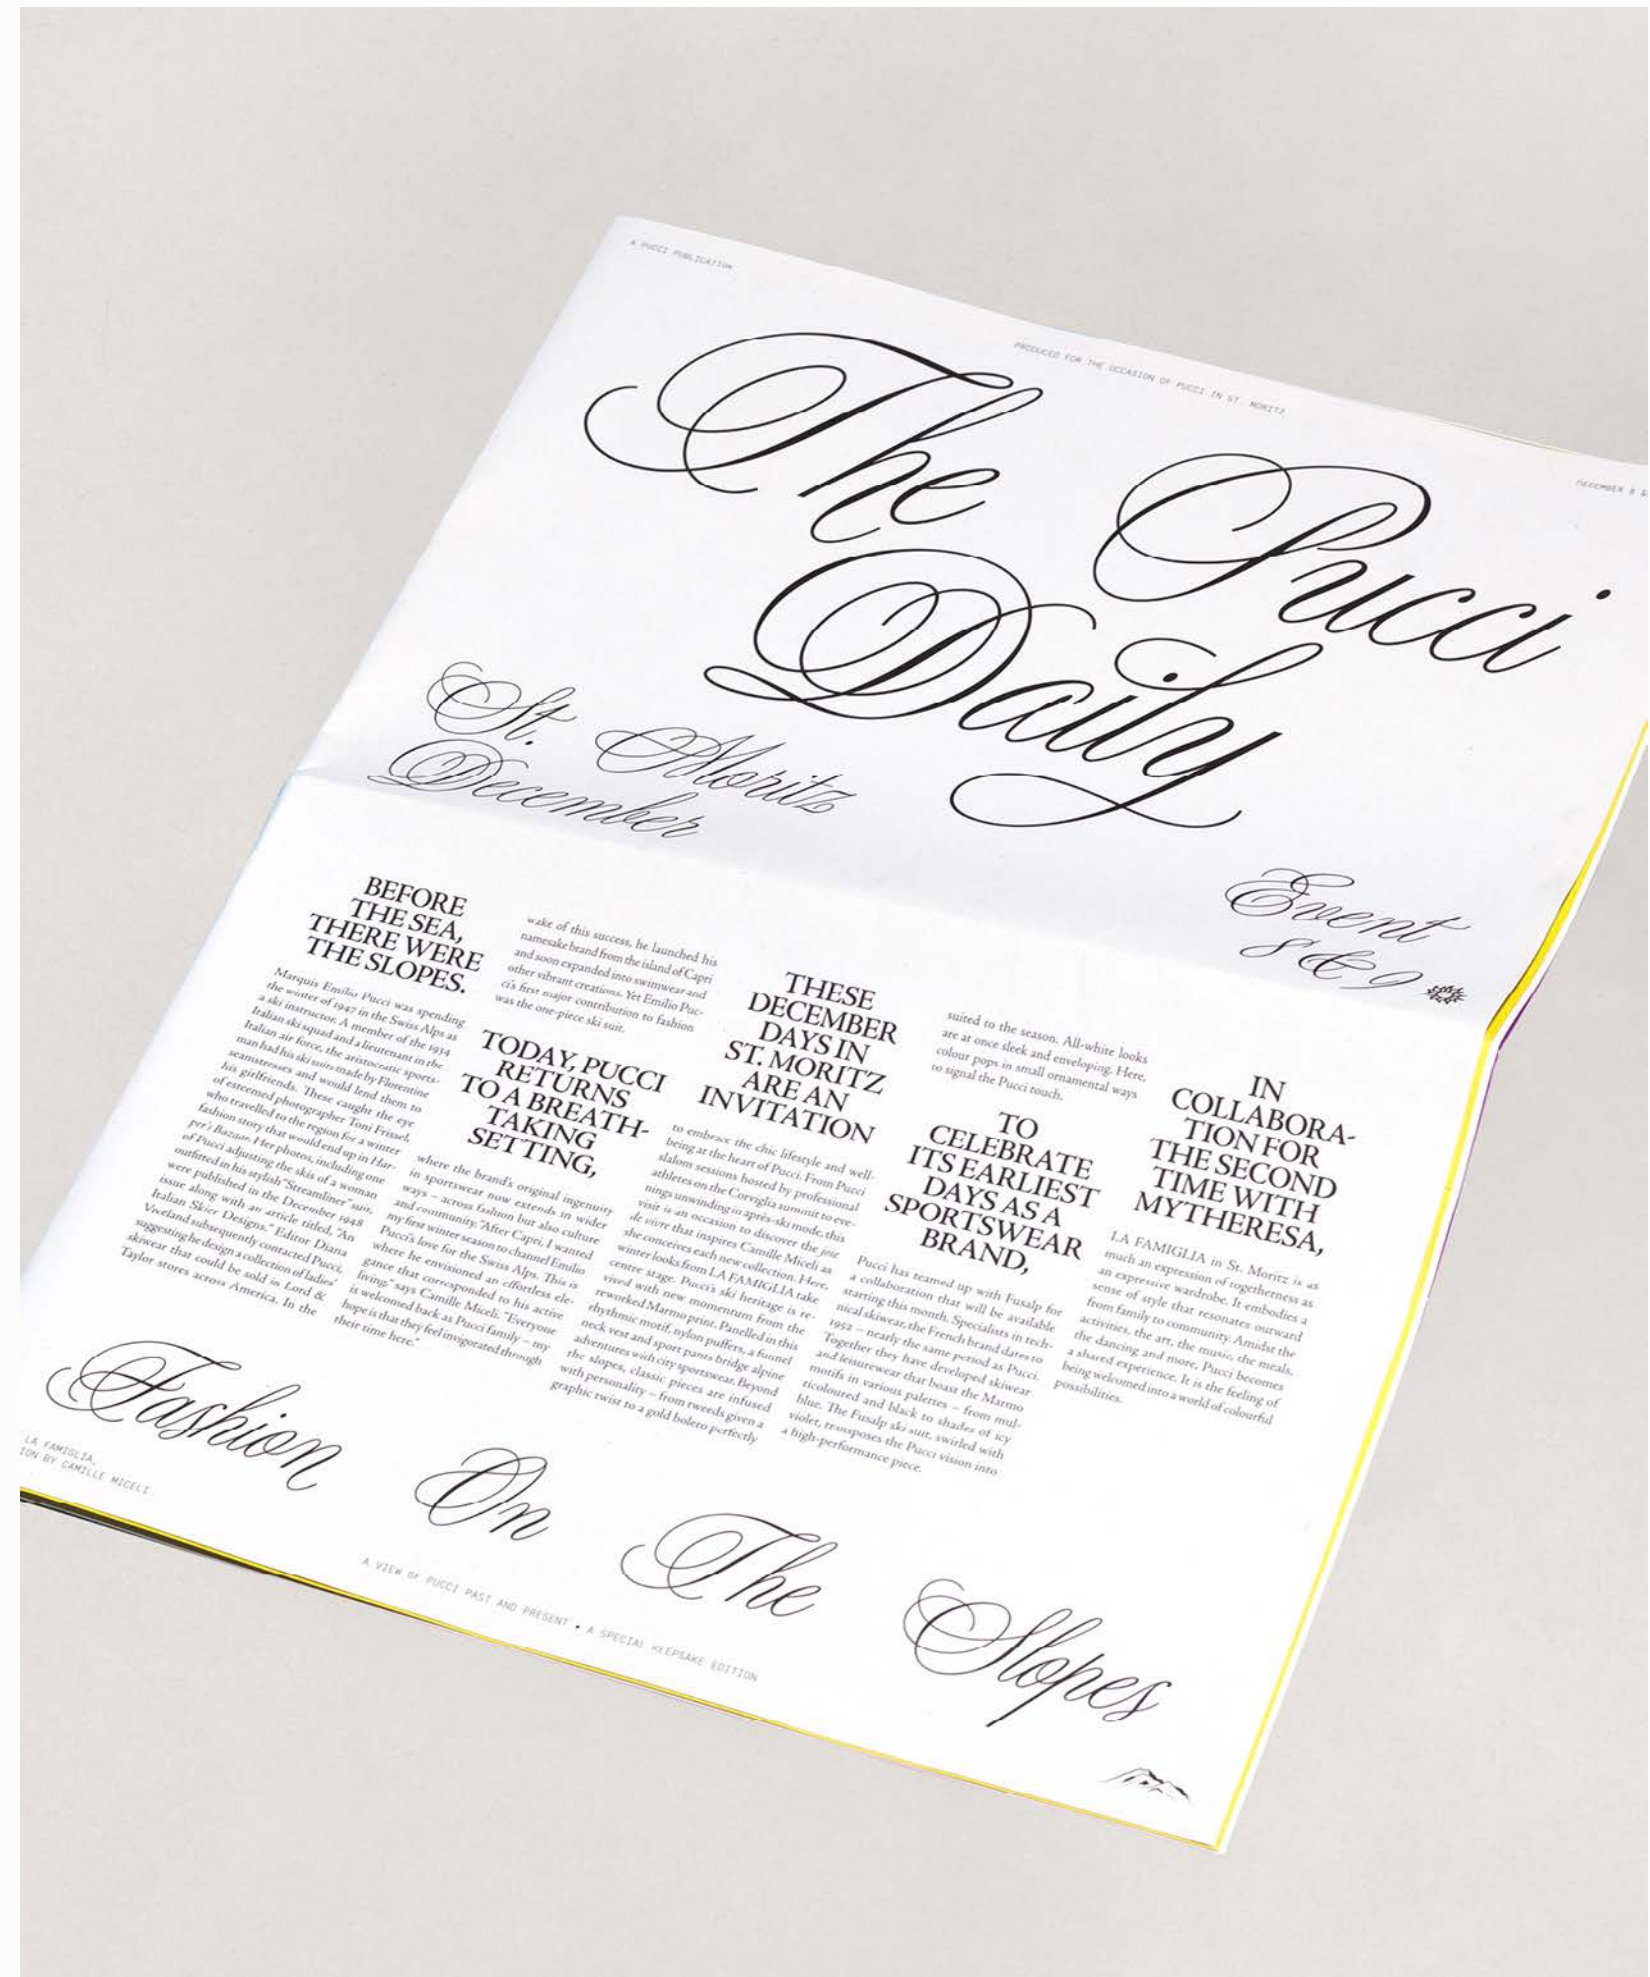 A PUCCI PUBLICATION
PRODUCED FOR THE OCCASION OF PUCCI IN ST. MORITZ
DECEMBER 8 &
The Pucci
Daily
St. Moritz
December
Event
8 & 9
BEFORE
THE SEA,
THERE WERE
THE SLOPES.
Marquis Emilio Pucci was spending
the winter of 1947 in the Swiss Alps as
a ski instructor. A member of the 1934
Italian ski squad and a lieutenant in the
Italian air force, the aristocratic sports-
man had his ski suits made by Florentine
seamstresses and would lend them to
his girlfriends. These caught the eye
of esteemed photographer Toni Frissel,
who travelled to the region for a winter
fashion story that would end up in Har-
per's Bazaar. Her photos, including one
of Pucci adjusting the skis of a woman
outfitted in his stylish "Streamliner" suit,
were published in the December 1948
issue along with an article titled, "An
Italian Skier Designs." Editor Diana
Vreeland subsequently contacted Pucci,
suggesting he design a collection of ladies'
skiwear that could be sold in Lord &
Taylor stores across America. In the
wake of this success, he launched his
namesake brand from the island of Capri
and soon expanded into swimwear and
other vibrant creations. Yet Emilio Puc-
ci's first major contribution to fashion
was the one-piece ski suit.
TODAY, PUCCI
RETURNS
TO A BREATH-
TAKING
SETTING,
where the brand's original ingenuity
in sportswear now extends in wider
ways – across fashion but also culture
and community. "After Capri, I wanted
my first winter season to channel Emilio
Pucci's love for the Swiss Alps. This is
where he envisioned an effortless ele-
gance that corresponded to his active
living," says Camille Miceli. "Everyone
is welcomed back as Pucci family – my
hope is that they feel invigorated through
their time here."
THESE
DECEMBER
DAYS IN
ST. MORITZ
ARE AN
INVITATION
to embrace the chic lifestyle and well-
being at the heart of Pucci. From Pucci
slalom sessions hosted by professional
athletes on the Corviglia summit to eve-
nings unwinding in après-ski mode, this
visit is an occasion to discover the joie
de vivre that inspires Camille Miceli as
she conceives each new collection. Here,
winter looks from LA FAMIGLIA take
centre stage. Pucci's ski heritage is re-
vived with new momentum from the
reworked Marmo print. Panelled in this
rhythmic motif, nylon puffers, a funnel
neck vest and sport pants bridge alpine
adventures with city sportswear. Beyond
the slopes, classic pieces are infused
with personality – from tweeds given a
graphic twist to a gold bolero perfectly
suited to the season. All-white looks
are at once sleek and enveloping. Here,
colour pops in small ornamental ways
to signal the Pucci touch.
TO
CELEBRATE
ITS EARLIEST
DAYS AS A
SPORTSWEAR
BRAND,
Pucci has teamed up with Fusalp for
a collaboration that will be available
starting this month. Specialists in tech-
nical skiwear, the French brand dates to
1952 – nearly the same period as Pucci.
Together they have developed skiwear
and leisurewear that boast the Marmo
motifs in various palettes – from mul-
ticoloured and black to shades of icy
blue. The Fusalp ski suit, swirled with
violet, transposes the Pucci vision into
a high-performance piece.
IN
COLLABORA-
TION FOR
THE SECOND
TIME WITH
MYTHERESA,
LA FAMIGLIA in St. Moritz is as
much an expression of togetherness as
an expressive wardrobe. It embodies a
sense of style that resonates outward
from family to community. Amidst the
activities, the art, the music, the meals,
the dancing and more, Pucci becomes
a shared experience. It is the feeling of
being welcomed into a world of colourful
possibilities.
Fashion On The Slopes
LA FAMIGLIA,
ION BY CAMILLE MICELI
A VIEW OF PUCCI PAST AND PRESENT • A SPECIAL KEEPSAKE EDITION